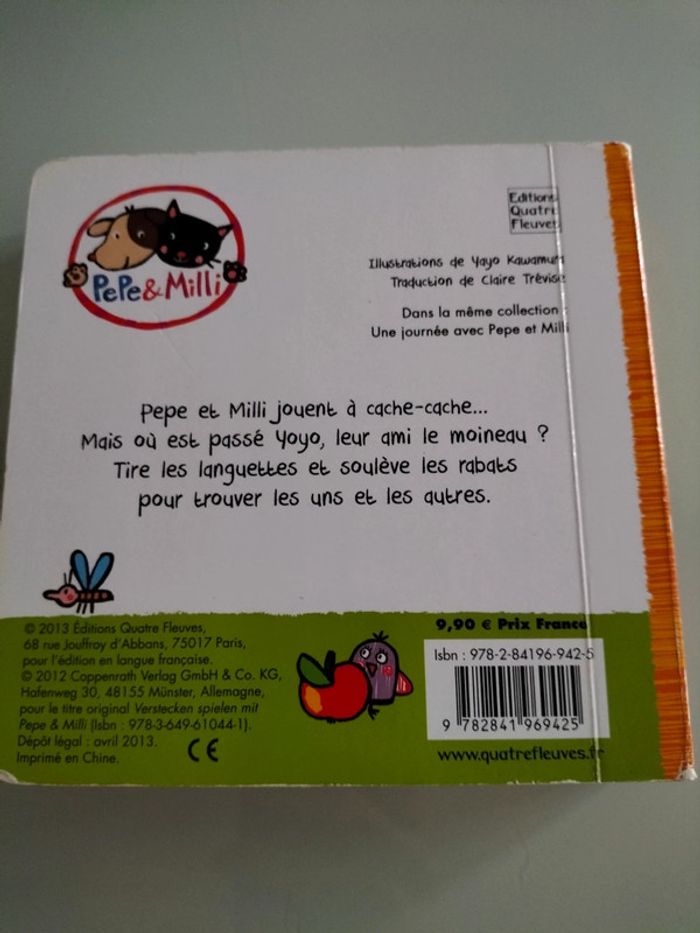 Pepe & Milli
Editions
Quatre
Fleuves
Illustrations de Yayo Kawamura
Traduction de Claire Trévise
Dans la même collection :
Une journée avec Pepe et Milli
Pepe et Milli jouent à cache-cache...
Mais où est passé Yoyo, leur ami le moineau ?
Tire les languettes et soulève les rabats
pour trouver les uns et les autres.
© 2013 Éditions Quatre Fleuves,
68 rue Jouffroy d'Abbans, 75017 Paris,
pour l'édition en langue française.
© 2012 Coppenrath Verlag GmbH & Co. KG,
Hafenweg 30, 48155 Münster, Allemagne,
pour le titre original Verstecken spielen mit
Pepe & Milli (Isbn : 978-3-649-61044-1).
Dépôt légal : avril 2013.
Imprimé en Chine.
CE
9,90 € Prix France
Isbn : 978-2-84196-942-5
9 782841 969425
www.quatrefleuves.fr